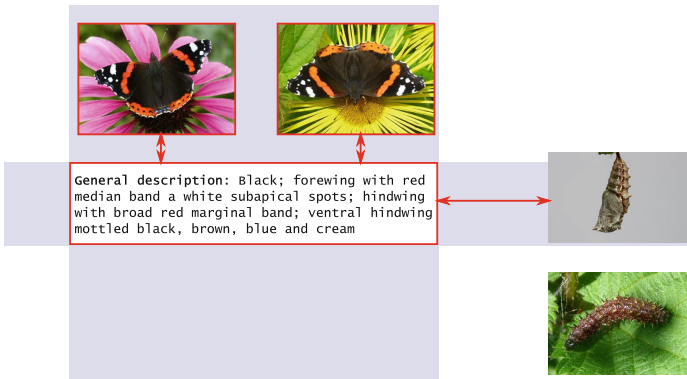 General description: Black; forewing with red
median band a white subapical spots; hindwing
with broad red marginal band; ventral hindwing
mottled black, brown, blue and cream